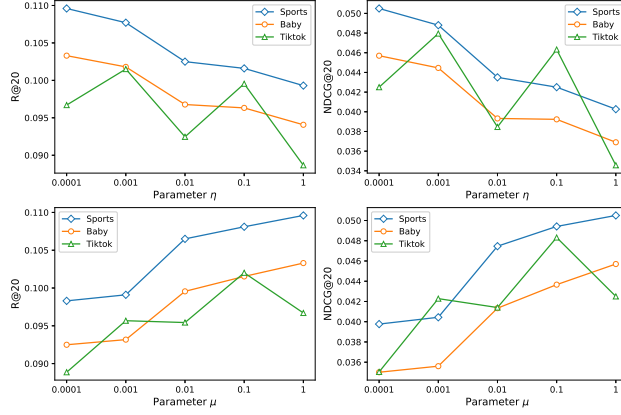 0.110
0.105
0.100
0.095
0.090
R@20
Sports
Baby
Tiktok
0.0001
0.001
0.01
0.1
1
Parameter η
0.050
0.048
0.046
0.044
0.042
0.040
0.038
0.036
0.034
NDCG@20
Sports
Baby
Tiktok
0.0001
0.001
0.01
0.1
1
Parameter η
0.110
0.105
0.100
0.095
0.090
R@20
Sports
Baby
Tiktok
0.0001
0.001
0.01
0.1
1
Parameter μ
0.050
0.048
0.046
0.044
0.042
0.040
0.038
0.036
NDCG@20
Sports
Baby
Tiktok
0.0001
0.001
0.01
0.1
1
Parameter μ